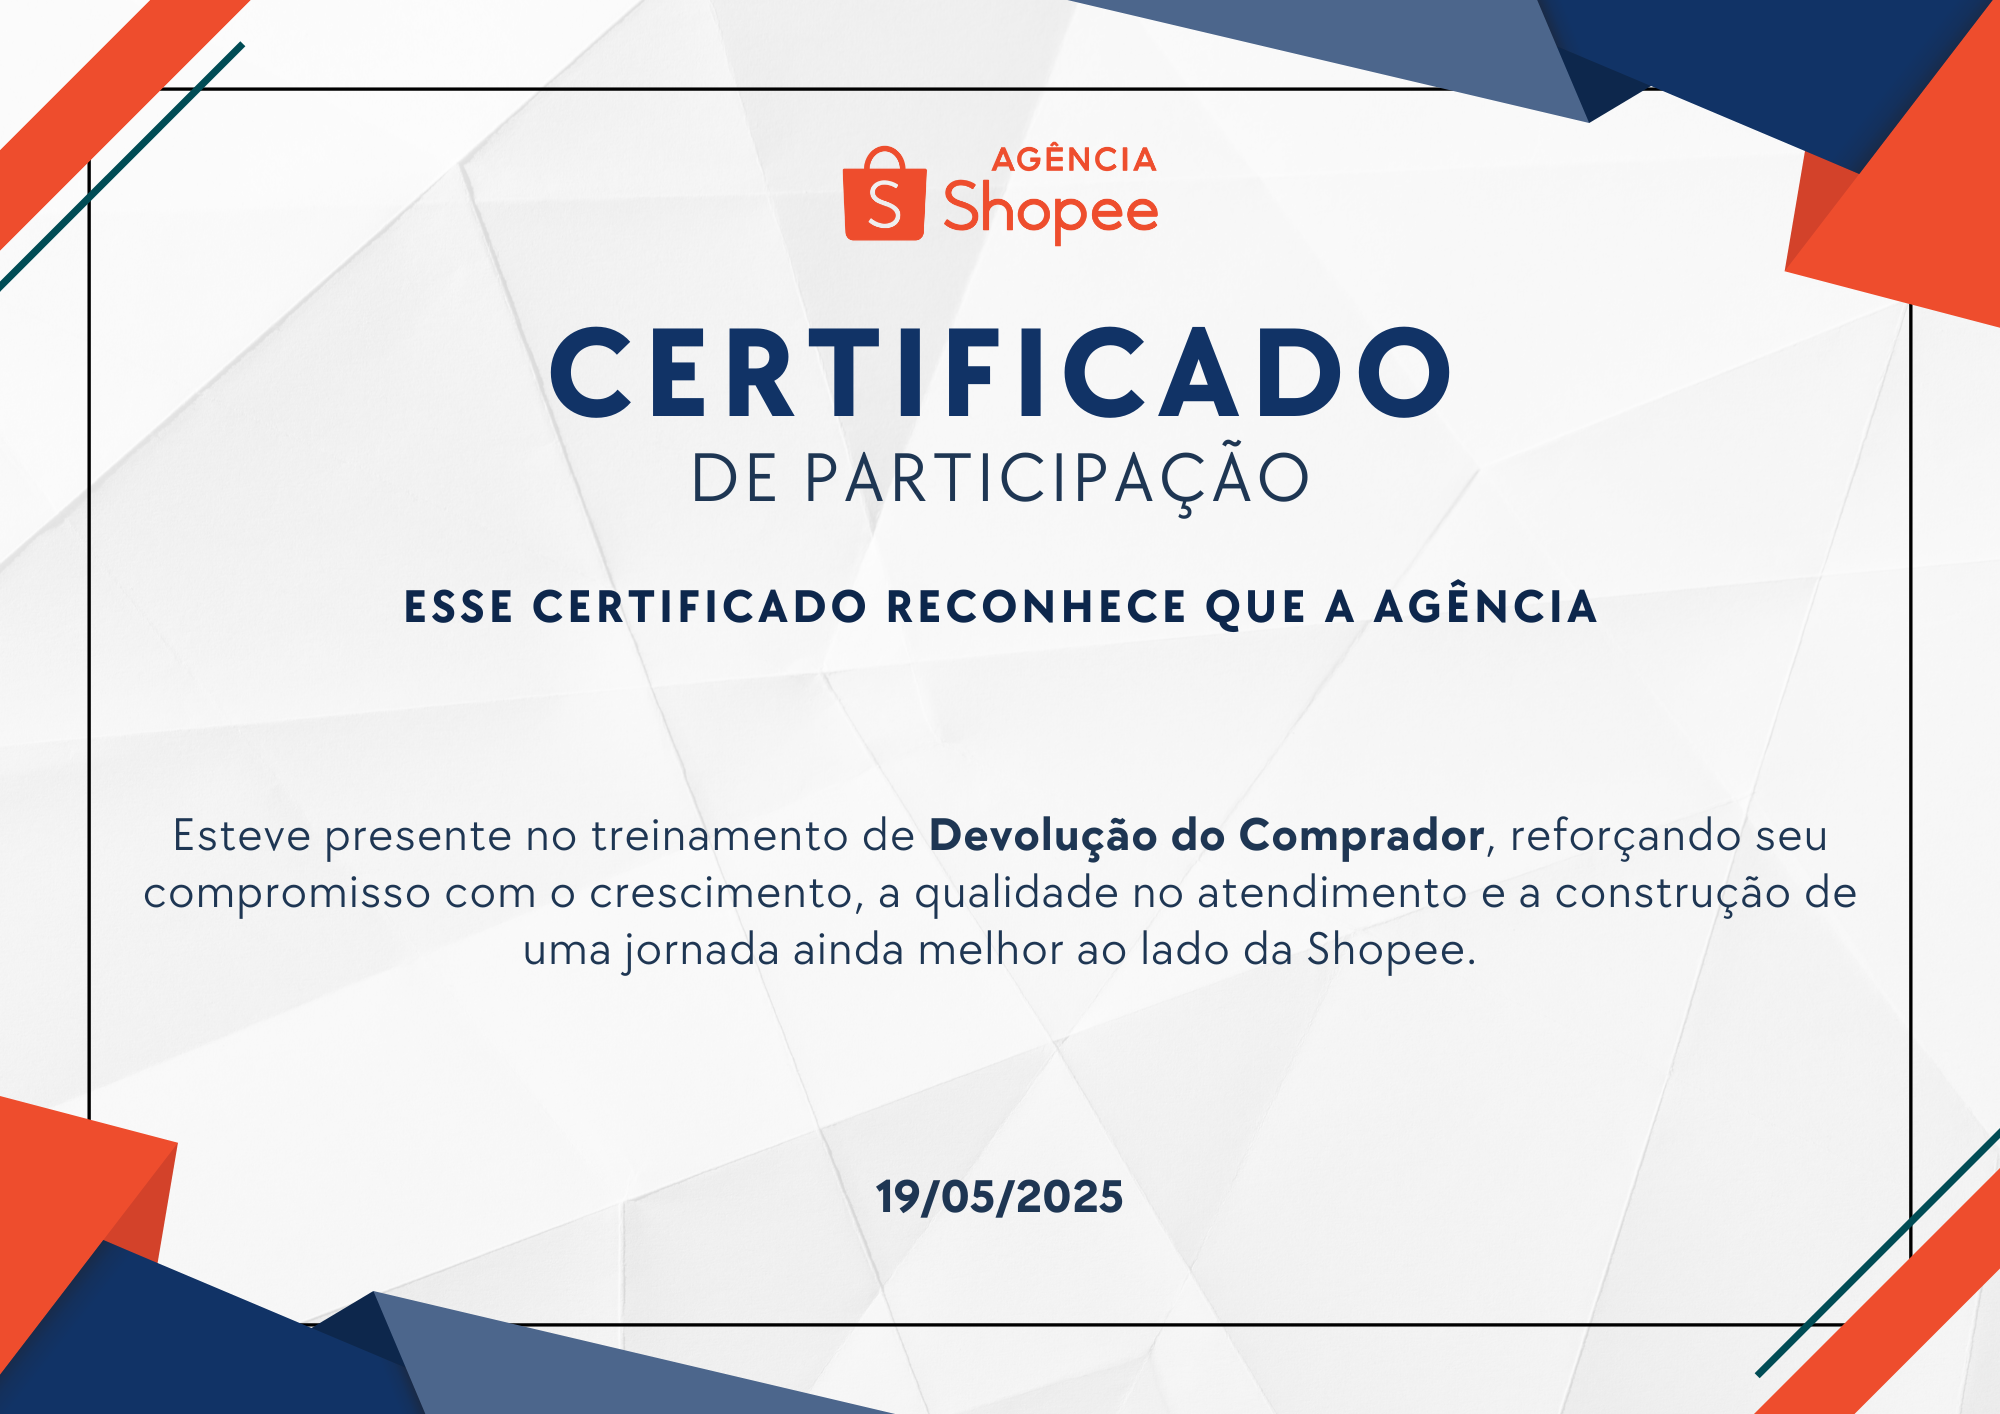 AGÊNCIA
S Shopee
CERTIFICADO
DE PARTICIPAÇÃO
ESSE CERTIFICADO RECONHECE QUE A AGÊNCIA
Esteve presente no treinamento de Devolução do Comprador, reforçando seu
compromisso com o crescimento, a qualidade no atendimento e a construção de
uma jornada ainda melhor ao lado da Shopee.
19/05/2025